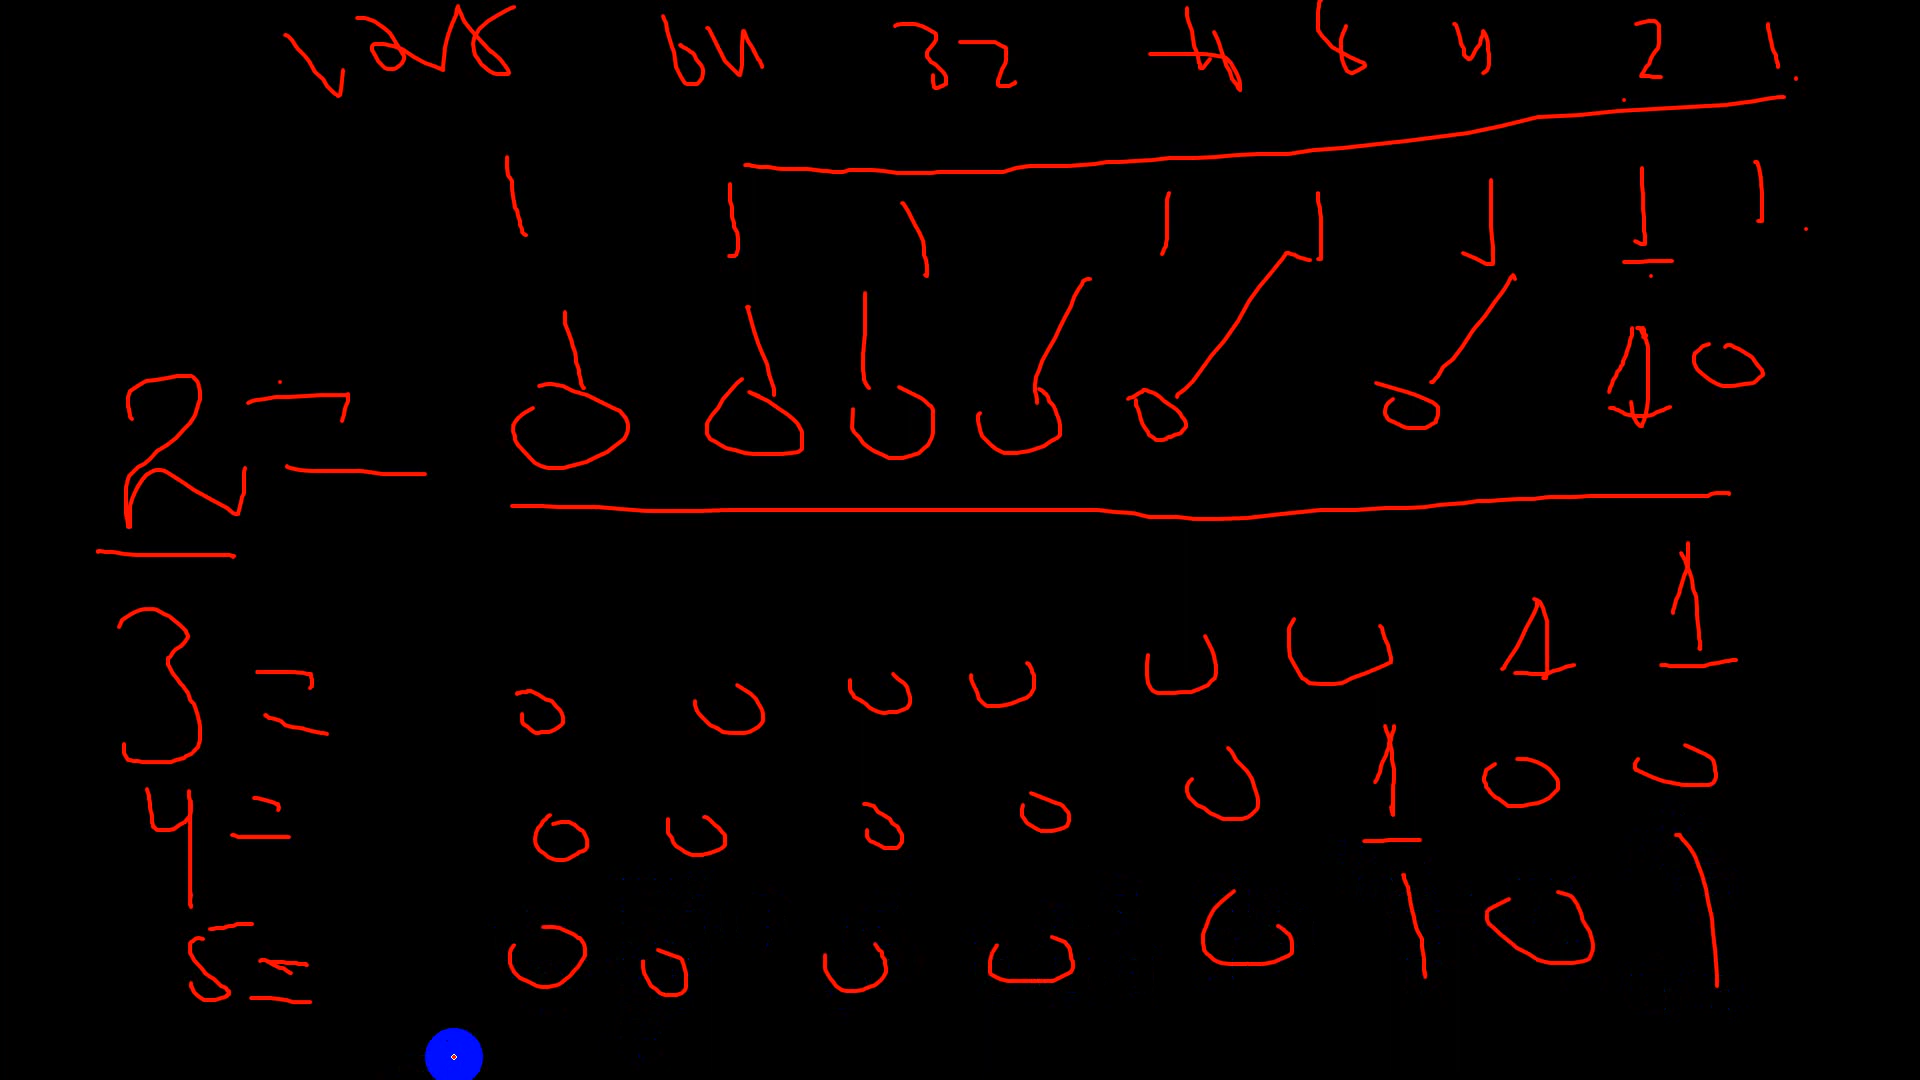 128 64 32 8 4 2 1
1 1 1 1 1 1 1 1
2 = 0 0 0 0 0 0 1 0
3 = 0 0 0 0 0 0 1 1
4 = 0 0 0 0 0 1 0 0
5 = 0 0 0 0 0 1 0 1